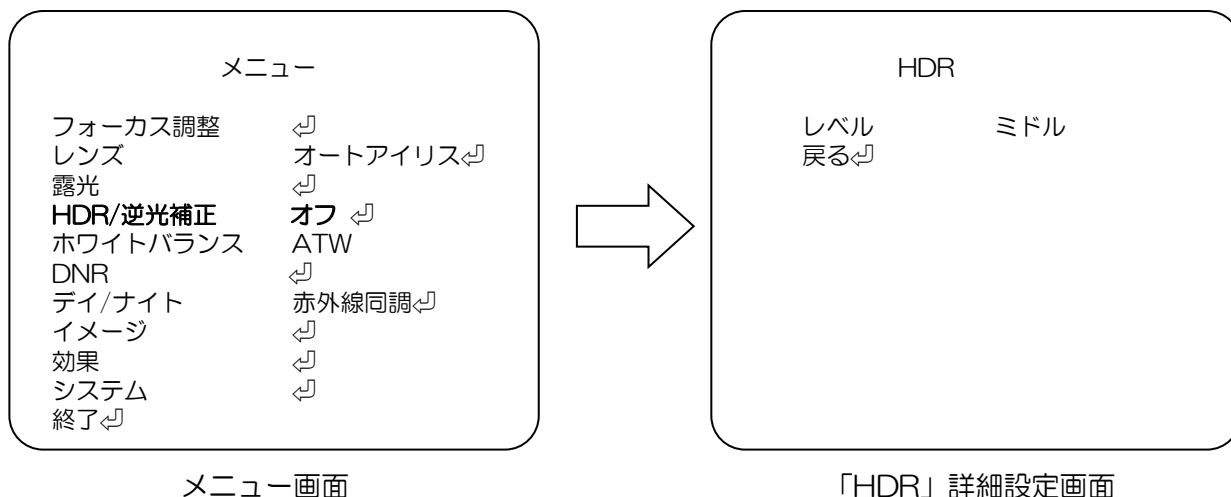 メニュー
フォーカス調整 ⏎
レンズ オートアイリス⏎
露光 ⏎
HDR/逆光補正 オフ ⏎
ホワイトバランス ATW
DNR ⏎
デイ/ナイト 赤外線同調⏎
イメージ ⏎
効果 ⏎
システム ⏎
終了⏎
メニュー画面
HDR
レベル ミドル
戻る⏎
「HDR」詳細設定画面